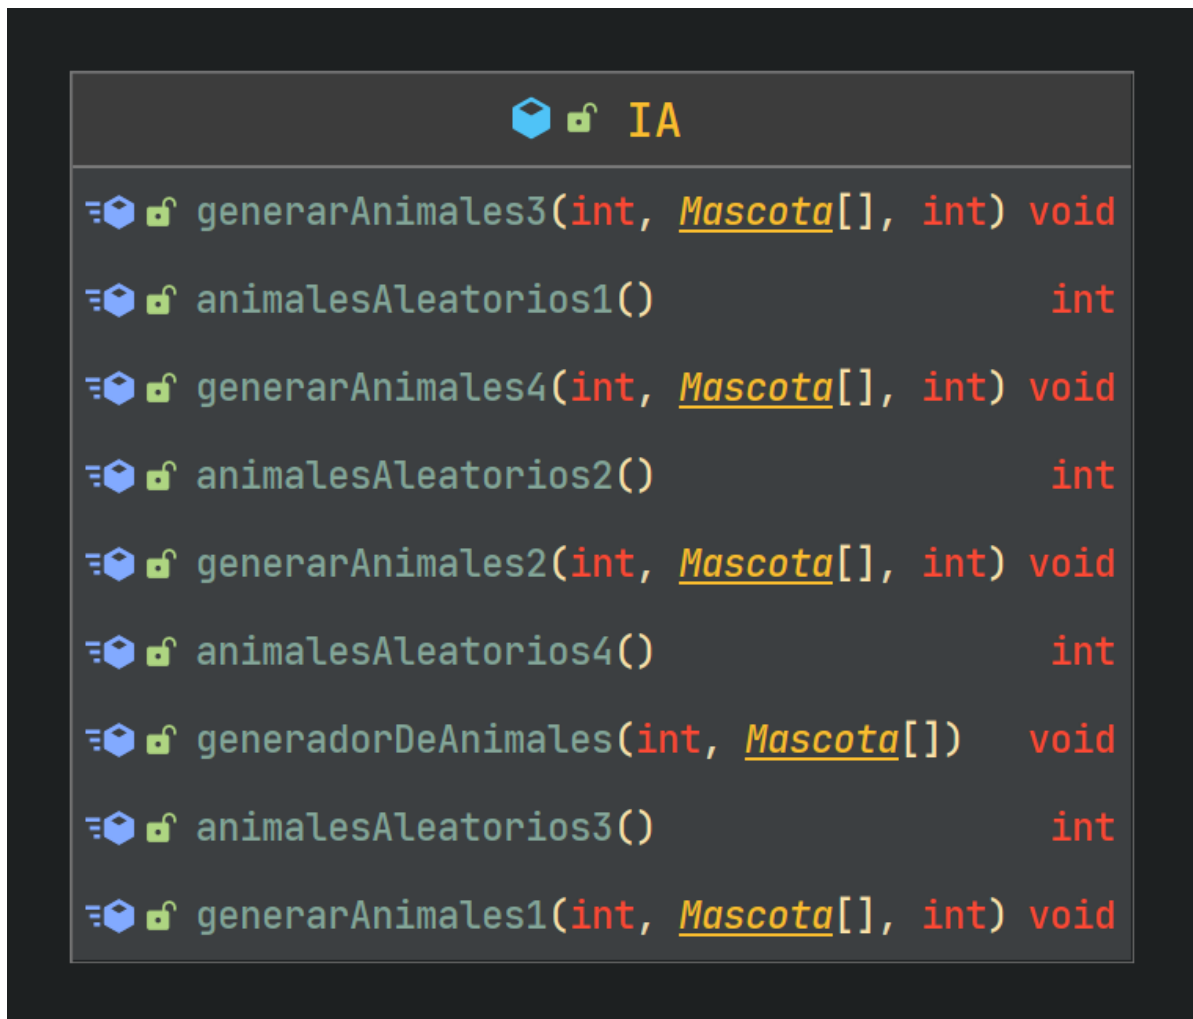 IA
generarAnimales3(int, Mascota[], int) void
animalesAleatorios1() int
generarAnimales4(int, Mascota[], int) void
animalesAleatorios2() int
generarAnimales2(int, Mascota[], int) void
animalesAleatorios4() int
generadorDeAnimales(int, Mascota[]) void
animalesAleatorios3() int
generarAnimales1(int, Mascota[], int) void